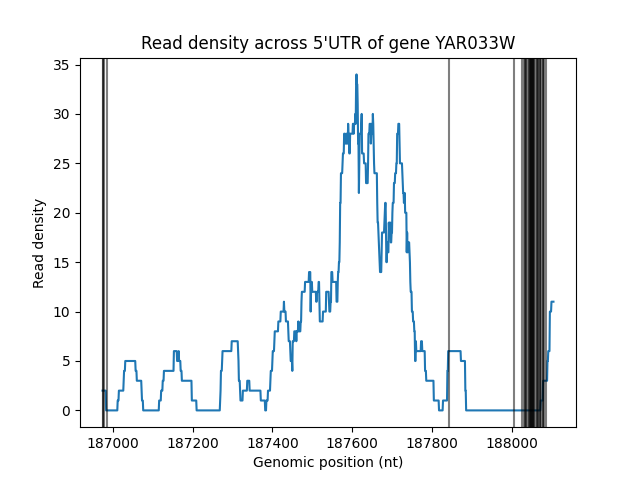 Read density across 5'UTR of gene YAR033W
35
30
25
20
15
10
5
0
Read density
187000 187200 187400 187600 187800 188000
Genomic position (nt)